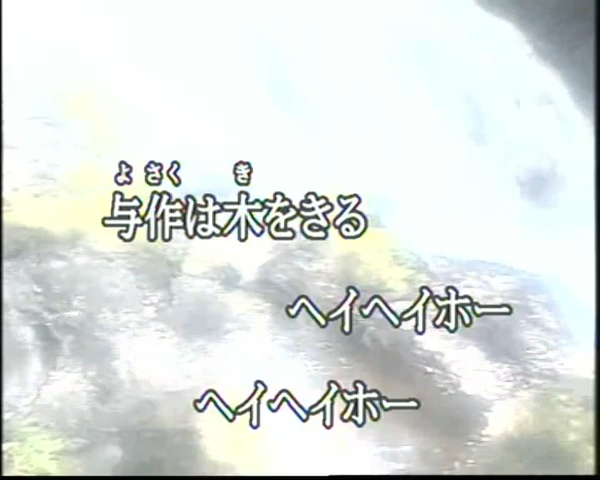 よさく き
与作は木をきる
ヘイヘイホー
ヘイヘイホー